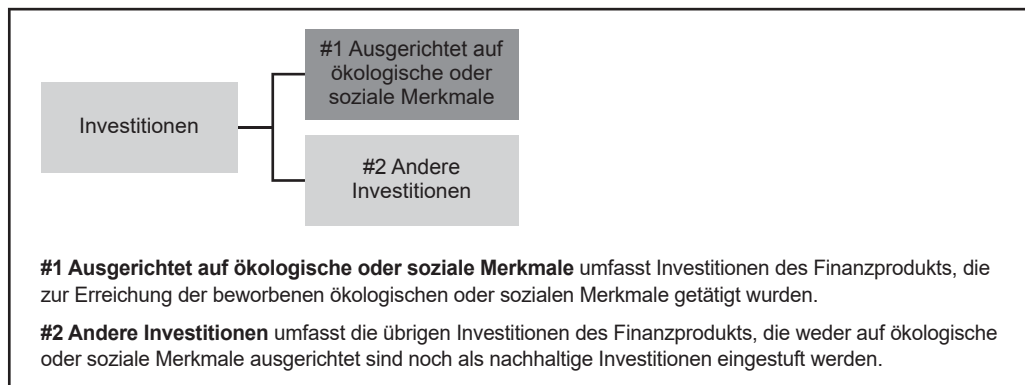 #1 Ausgerichtet auf
ökologische oder
soziale Merkmale
Investitionen
#2 Andere
Investitionen
#1 Ausgerichtet auf ökologische oder soziale Merkmale umfasst Investitionen des Finanzprodukts, die
zur Erreichung der beworbenen ökologischen oder sozialen Merkmale getätigt wurden.
#2 Andere Investitionen umfasst die übrigen Investitionen des Finanzprodukts, die weder auf ökologische
oder soziale Merkmale ausgerichtet sind noch als nachhaltige Investitionen eingestuft werden.